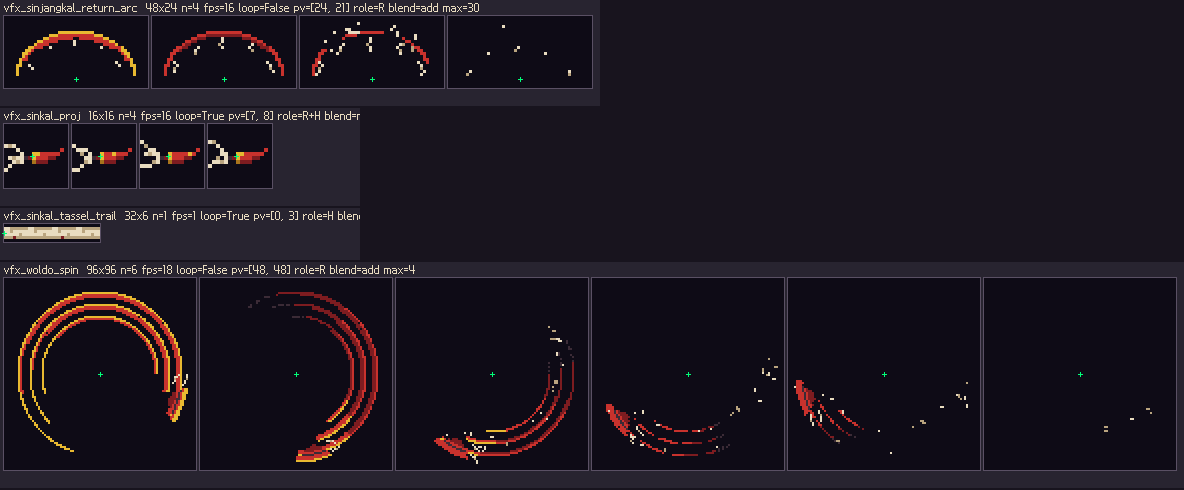 vfx_sinjangkal_return_arc 48x24 n=4 fps=16 loop=False pv=[24, 21] role=R blend=add max=30
vfx_sinkal_proj 16x16 n=4 fps=16 loop=True pv=[7, 8] role=R+H blend=r
vfx_sinkal_tassel_trail 32x6 n=1 fps=1 loop=True pv=[0, 3] role=H blen
vfx_woldo_spin 96x96 n=6 fps=18 loop=False pv=[48, 48] role=R blend=add max=4